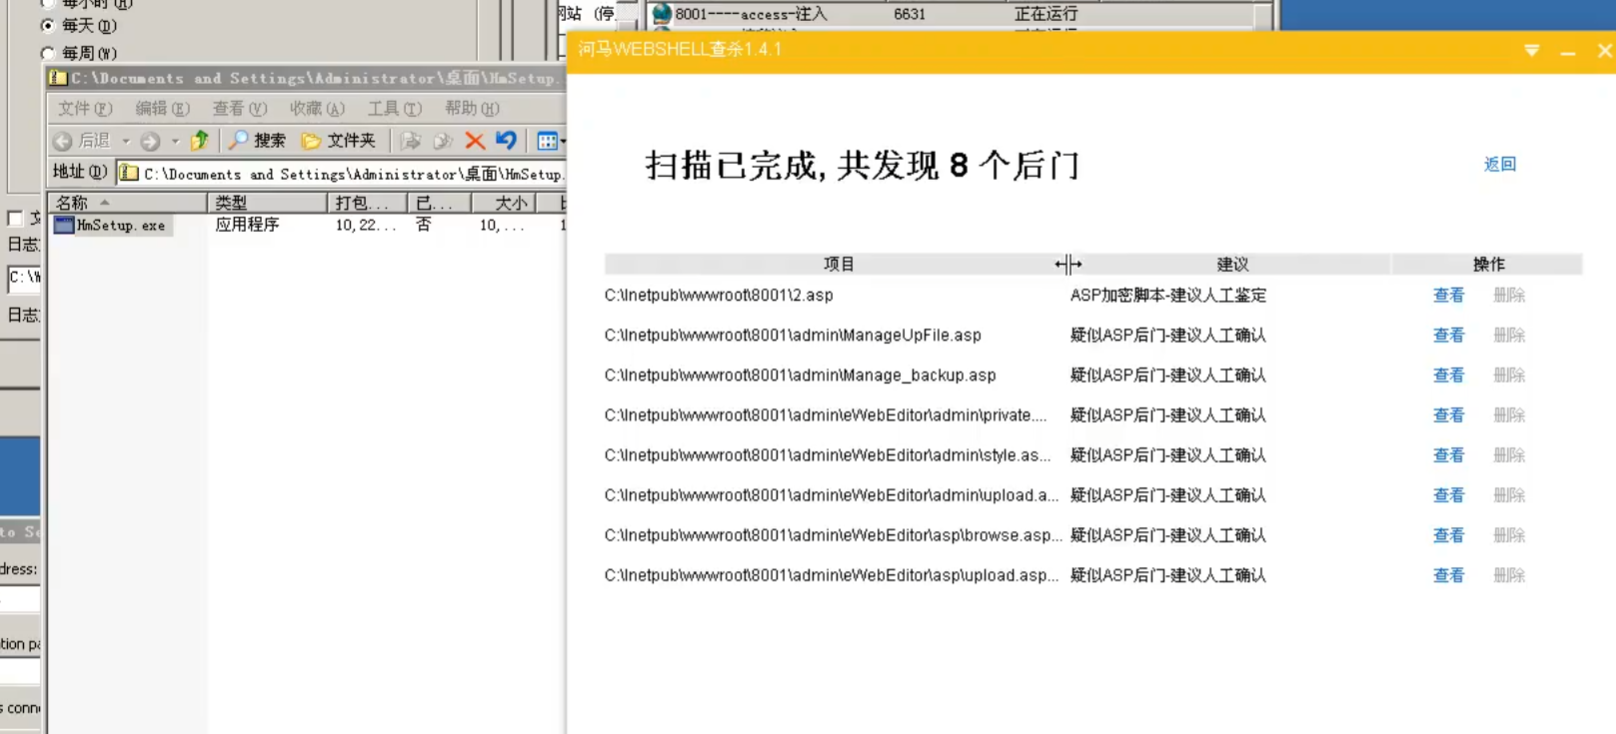 每小时(H)
每天(D)
每周(W)
网站 (停
8001----access-注入 6631 正在运行
河马WEBSHELL查杀1.4.1
C:\Documents and Settings\Administrator\桌面\HmSetup.
文件(F) 编辑(E) 查看(V) 收藏(A) 工具(T) 帮助(H)
后退 搜索 文件夹
地址(D) C:\Documents and Settings\Administrator\桌面\HmSetup.
名称 类型 打包... 已... 大小
HmSetup.exe 应用程序 10,22... 否 10,... 1
日志
C:\W
日志
to Se
dress:
tion pa
s conn
扫描已完成, 共发现 8 个后门
返回
项目 建议 操作
C:\Inetpub\wwwroot\8001\2.asp ASP加密脚本-建议人工鉴定 查看 删除
C:\Inetpub\wwwroot\8001\admin\ManageUpFile.asp 疑似ASP后门-建议人工确认 查看 删除
C:\Inetpub\wwwroot\8001\admin\Manage_backup.asp 疑似ASP后门-建议人工确认 查看 删除
C:\Inetpub\wwwroot\8001\admin\eWebEditor\admin\private.... 疑似ASP后门-建议人工确认 查看 删除
C:\Inetpub\wwwroot\8001\admin\eWebEditor\admin\style.as... 疑似ASP后门-建议人工确认 查看 删除
C:\Inetpub\wwwroot\8001\admin\eWebEditor\admin\upload.a... 疑似ASP后门-建议人工确认 查看 删除
C:\Inetpub\wwwroot\8001\admin\eWebEditor\asp\browse.asp... 疑似ASP后门-建议人工确认 查看 删除
C:\Inetpub\wwwroot\8001\admin\eWebEditor\asp\upload.asp... 疑似ASP后门-建议人工确认 查看 删除